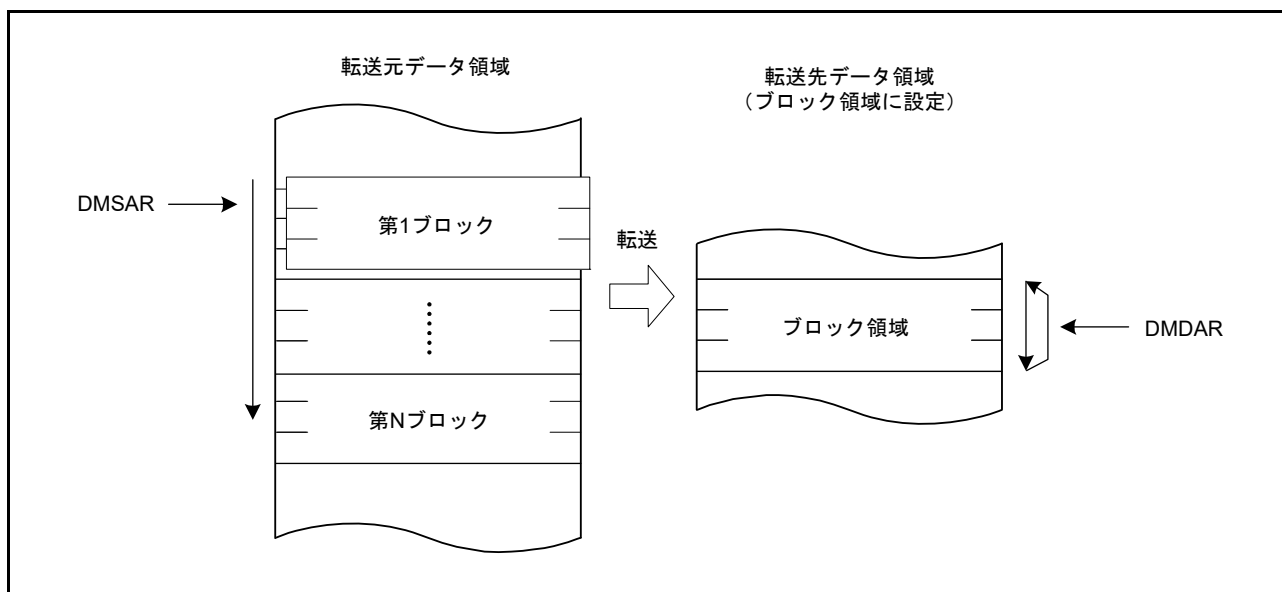 転送元データ領域
転送先データ領域
（ブロック領域に設定）
DMSAR
第1ブロック
転送
ブロック領域
DMDAR
第Nブロック